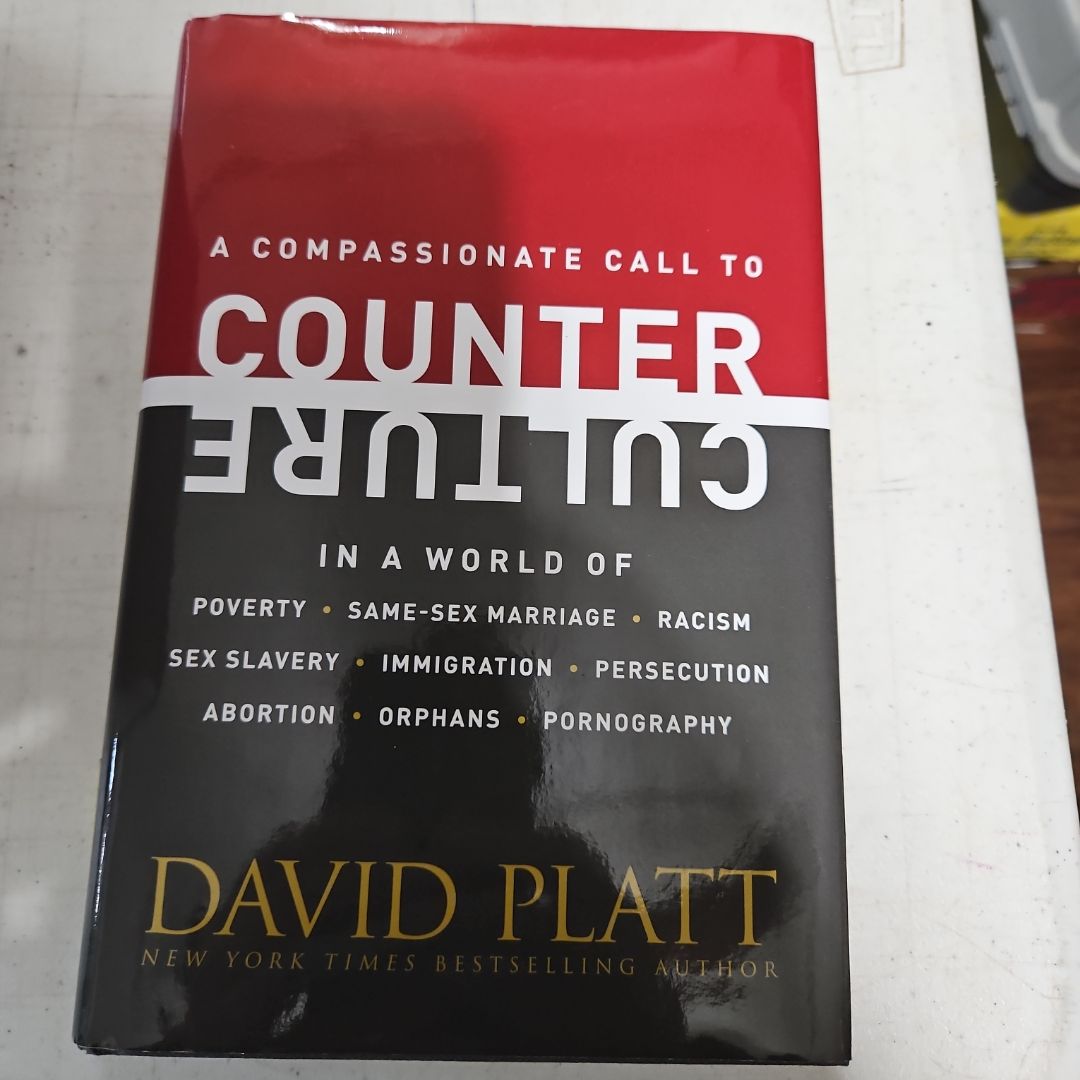 A COMPASSIONATE CALL TO
COUNTER
CULTURE
IN A WORLD OF
POVERTY • SAME-SEX MARRIAGE • RACISM
SEX SLAVERY • IMMIGRATION • PERSECUTION
ABORTION • ORPHANS • PORNOGRAPHY
DAVID PLATT
NEW YORK TIMES BESTSELLING AUTHOR